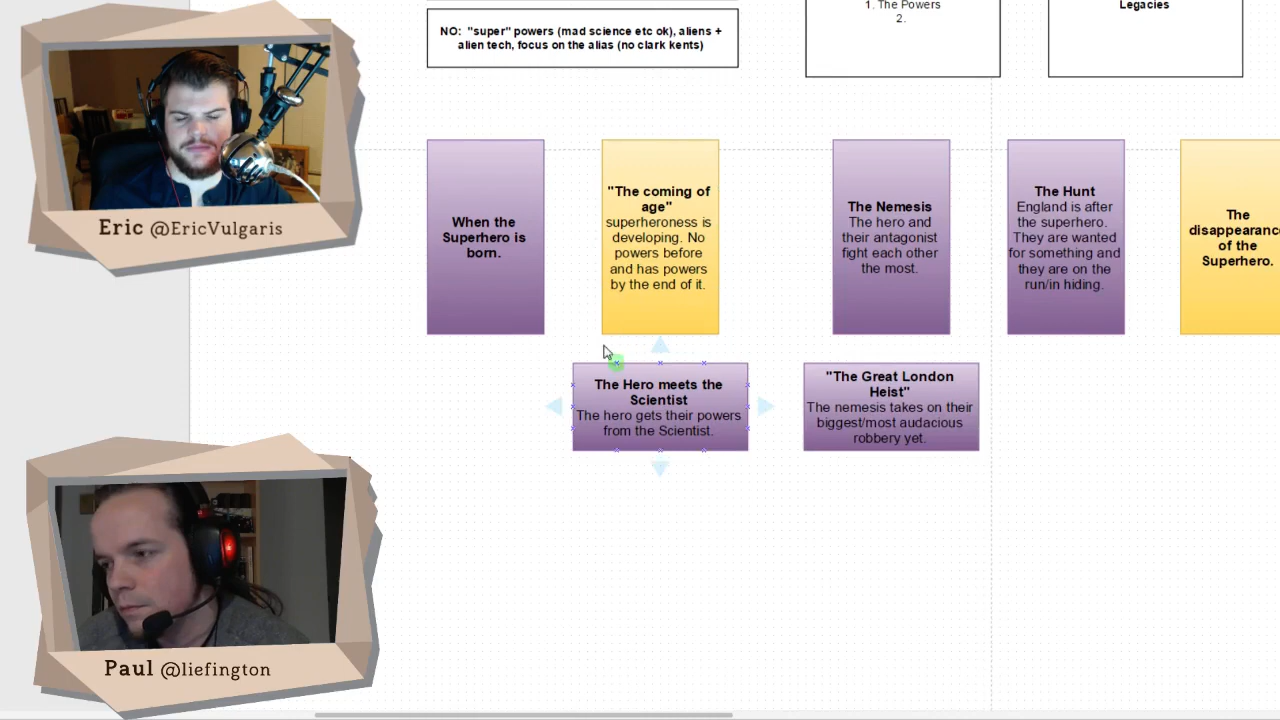 NO: "super" powers (mad science etc ok), aliens +
alien tech, focus on the alias (no clark kents)
1. The Powers
2.
Legacies
Eric @EricVulgaris
When the
Superhero is
born.
"The coming of
age"
superheroness is
developing. No
powers before
and has powers
by the end of it.
The Nemesis
The hero and
their antagonist
fight each other
the most.
The Hunt
England is after
the superhero.
They are wanted
for something and
they are on the
run/in hiding.
The
disappearanc
of the
Superhero.
The Hero meets the
Scientist
The hero gets their powers
from the Scientist.
"The Great London
Heist"
The nemesis takes on their
biggest/most audacious
robbery yet.
Paul @liefington